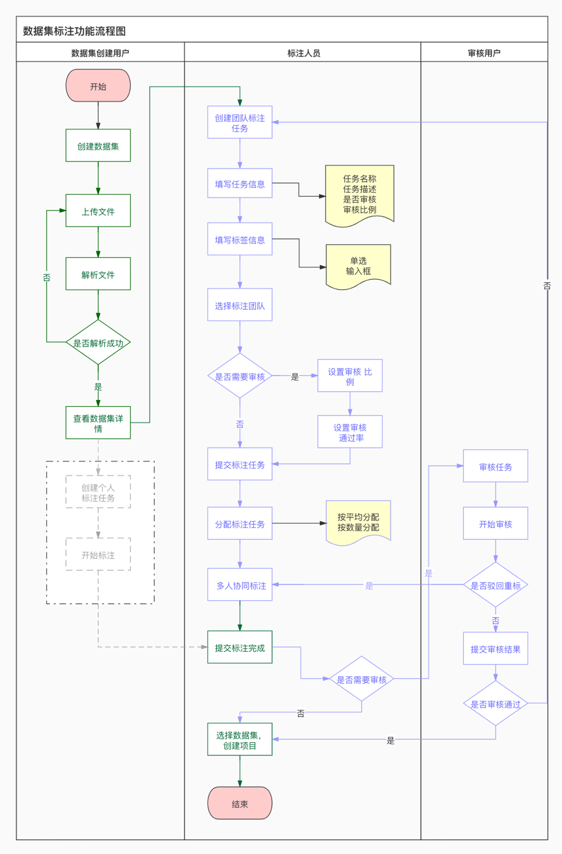 数据集标注功能流程图
数据集创建用户
标注人员
审核用户
开始
创建数据集
上传文件
解析文件
否
是否解析成功
是
查看数据集详
情
创建个人
标注任务
开始标注
创建团队标注
任务
填写任务信息
任务名称
任务描述
是否审核
审核比例
填写标签信息
单选
输入框
选择标注团队
是否需要审核
是
设置审核 比
例
设置审核
通过率
否
提交标注任务
分配标注任务
按平均分配
按数量分配
多人协同标注
是
提交标注完成
是否需要审核
是
否
选择数据集,
创建项目
结束
审核任务
开始审核
是否驳回重标
否
提交审核结果
是否审核通过
是
否